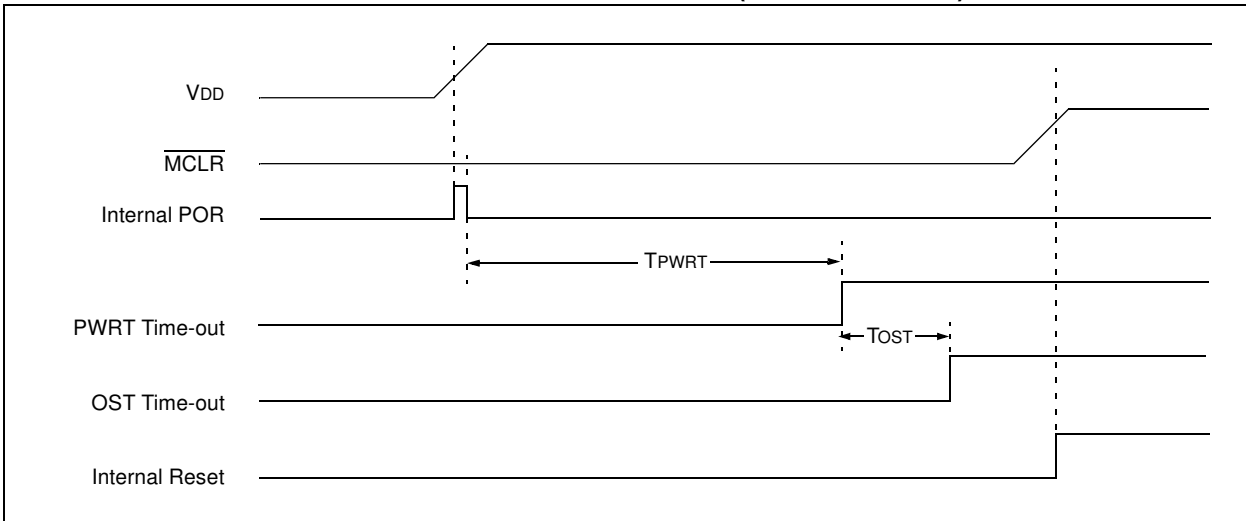 VDD
MCLR
Internal POR
TPWRT
PWRT Time-out
TOST
OST Time-out
Internal Reset